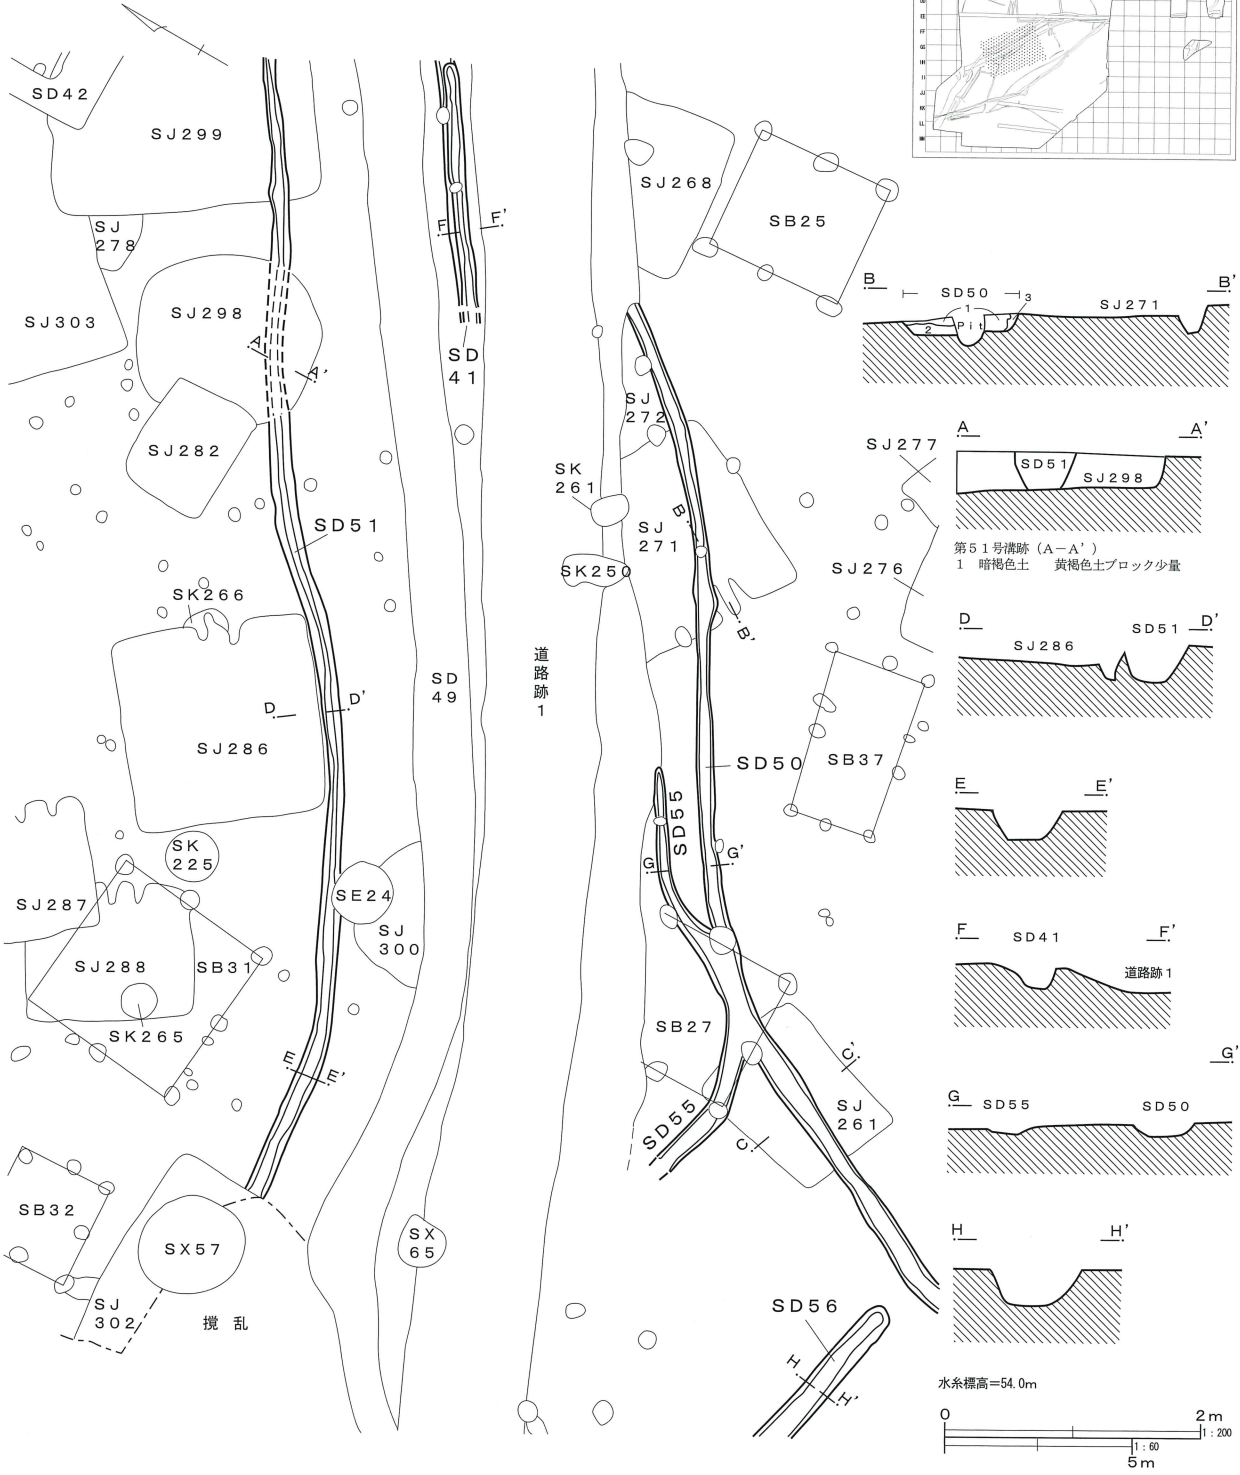 SD42
SJ299
SJ
278
SJ303
SJ298
A
A'
SJ282
SD51
SK266
D
D'
SJ286
SK
225
SJ287
SJ288
SB31
SK265
SE24
SJ
300
E
E'
SB32
SX57
SJ
302
撹 乱
F
F'
SD
41
SD
49
道路跡1
SX
65
SJ268
SB25
SJ
272
SK
261
SJ
271
SK250
B
B'
SJ277
SJ276
SB37
SD50
SD55
G
G'
SB27
SD55
C
C'
SJ
261
SD56
H
H'
B
B'
SD50
1
2
3
Pit
SJ271
A
A'
SD51
SJ298
第51号溝跡 (A-A')
1 暗褐色土 黄褐色土ブロック少量
D
D'
SJ286
SD51
E
E'
F
F'
SD41
道路跡1
G
G'
SD55
SD50
H
H'
水糸標高=54.0m
0
2m
1:200
1:60
5m